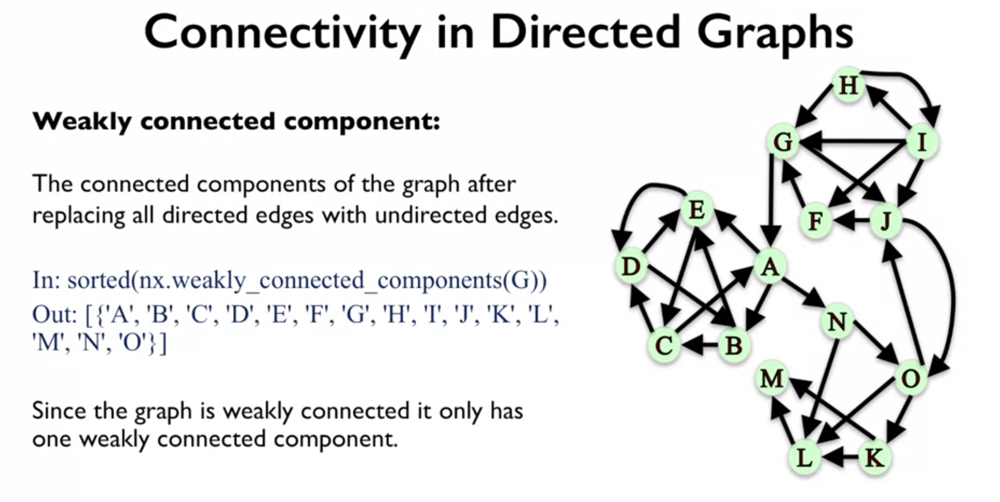 Connectivity in Directed Graphs
Weakly connected component:
The connected components of the graph after
replacing all directed edges with undirected edges.
In: sorted(nx.weakly_connected_components(G))
Out: [{'A', 'B', 'C', 'D', 'E', 'F', 'G', 'H', 'I', 'J', 'K', 'L',
'M', 'N', 'O'}]
Since the graph is weakly connected it only has
one weakly connected component.
H
G
I
E
F
J
D
A
N
C
B
M
O
L
K